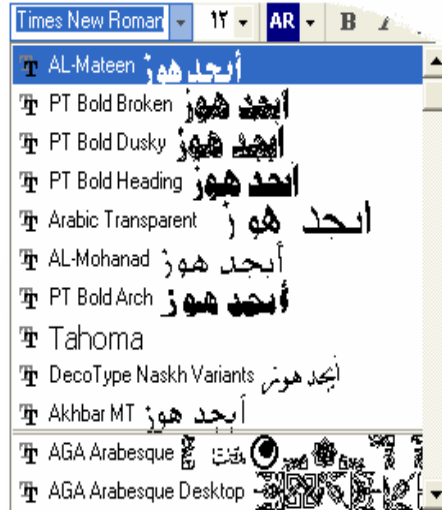 Times New Roman ١٢ AR B
AL-Mateen أبجد هوز
PT Bold Broken أبجد هوز
PT Bold Dusky أبجد هوز
PT Bold Heading أبجد هوز
Arabic Transparent أبجد هوز
AL-Mohanad أبجد هوز
PT Bold Arch أبجد هوز
Tahoma
DecoType Naskh Variants أبجد هوز
Akhbar MT أبجد هوز
AGA Arabesque
AGA Arabesque Desktop